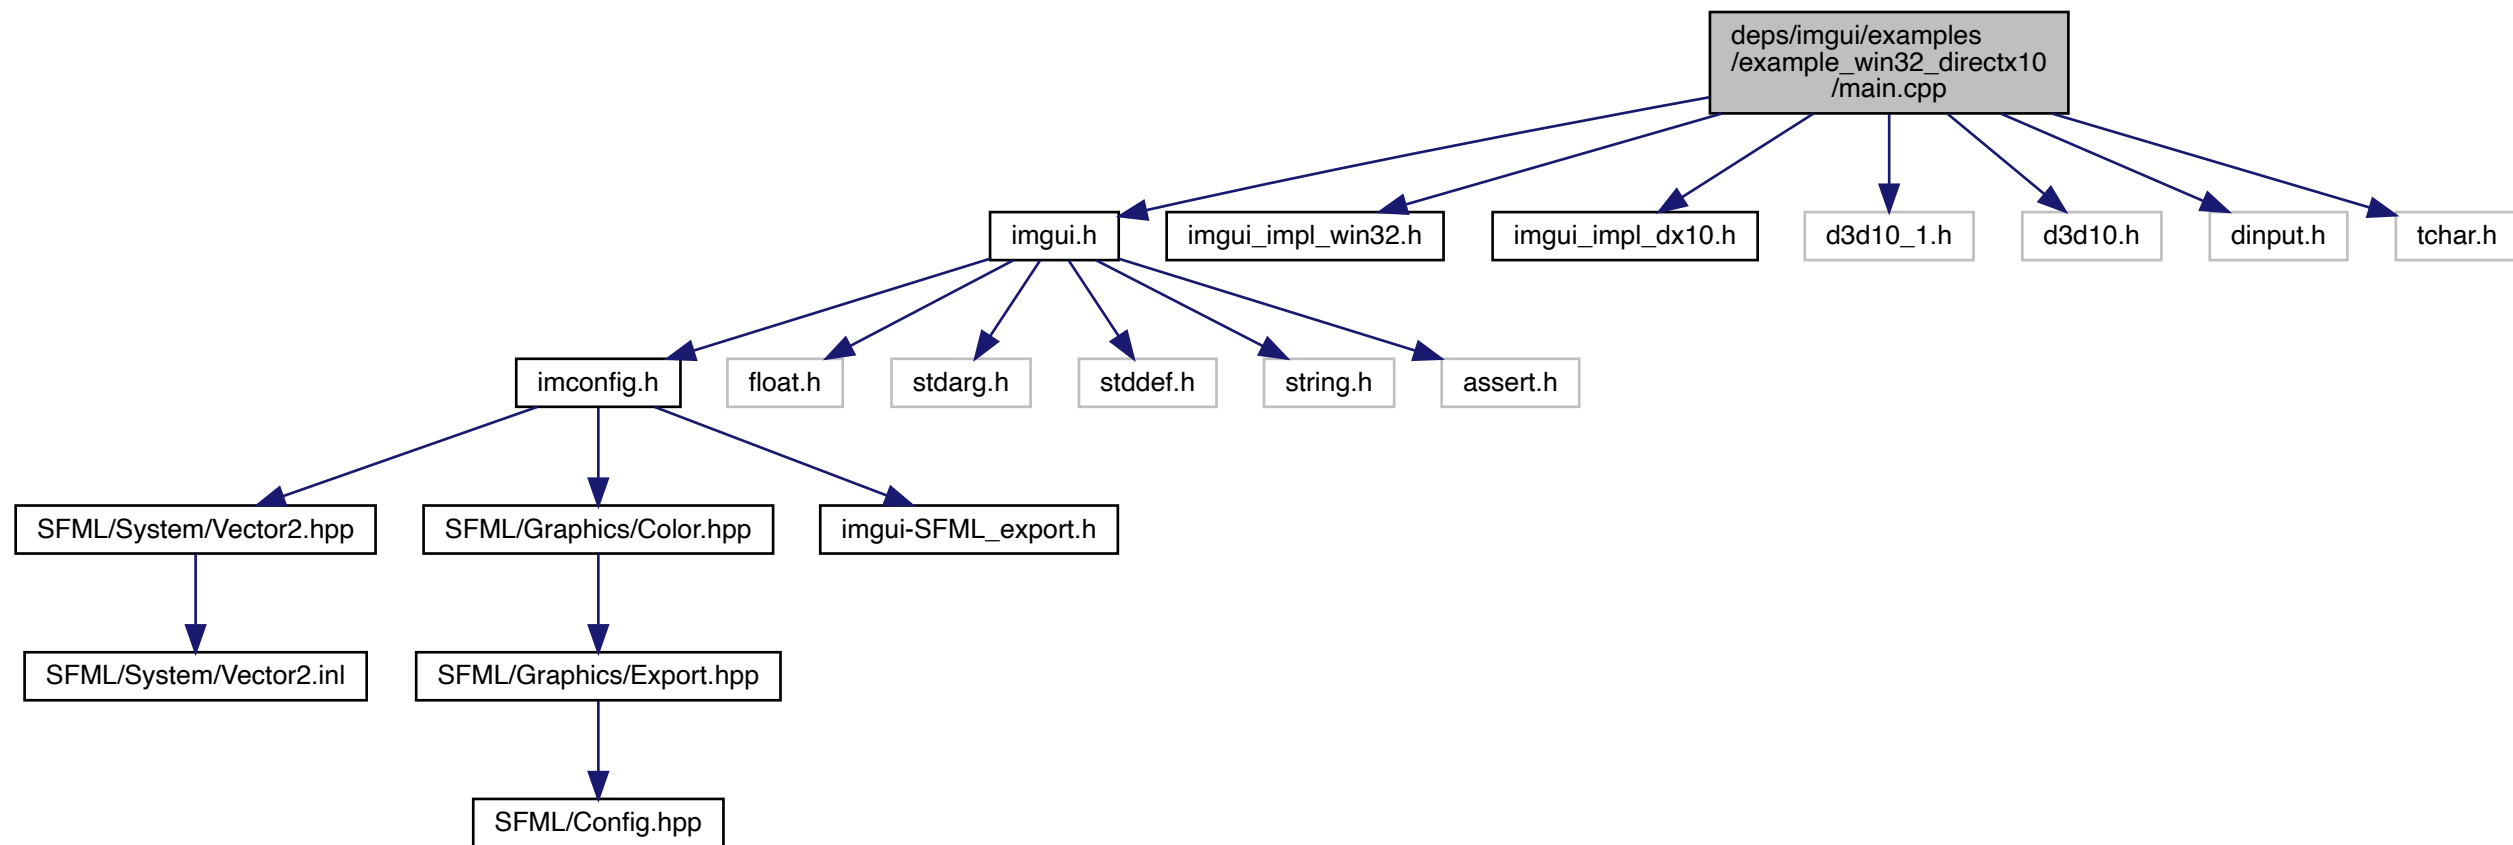 deps/imgui/examples
/example_win32_directx10
/main.cpp
imgui.h
imgui_impl_win32.h
imgui_impl_dx10.h
d3d10_1.h
d3d10.h
dinput.h
tchar.h
imconfig.h
float.h
stdarg.h
stddef.h
string.h
assert.h
SFML/System/Vector2.hpp
SFML/Graphics/Color.hpp
imgui-SFML_export.h
SFML/System/Vector2.inl
SFML/Graphics/Export.hpp
SFML/Config.hpp